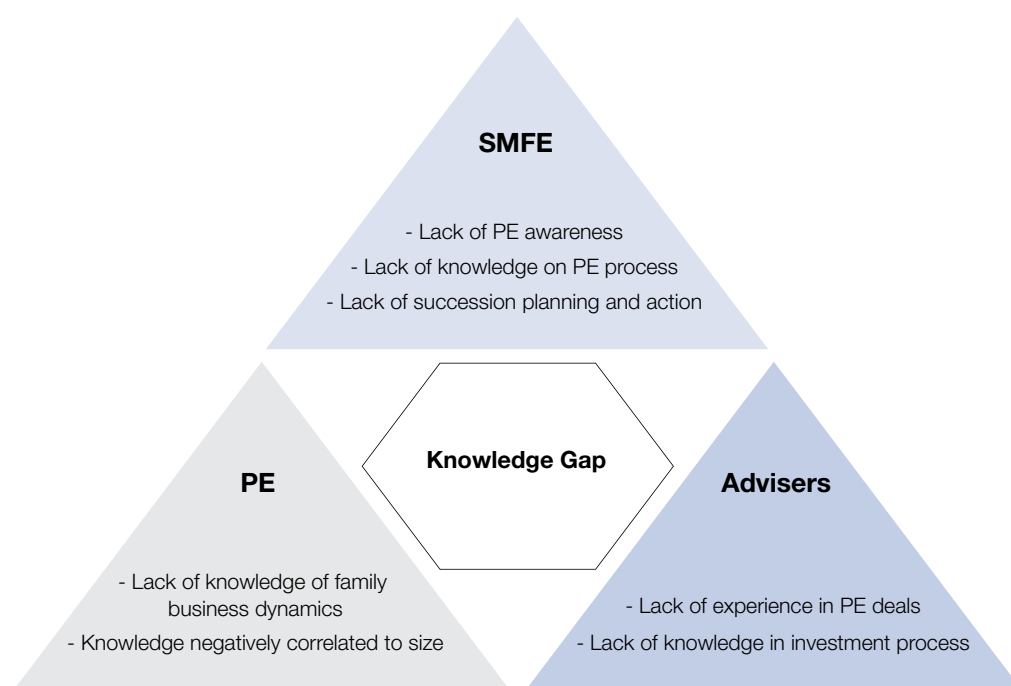 SMFE
- Lack of PE awareness
- Lack of knowledge on PE process
- Lack of succession planning and action
Knowledge Gap
PE
- Lack of knowledge of family
business dynamics
- Knowledge negatively correlated to size
Advisers
- Lack of experience in PE deals
- Lack of knowledge in investment process